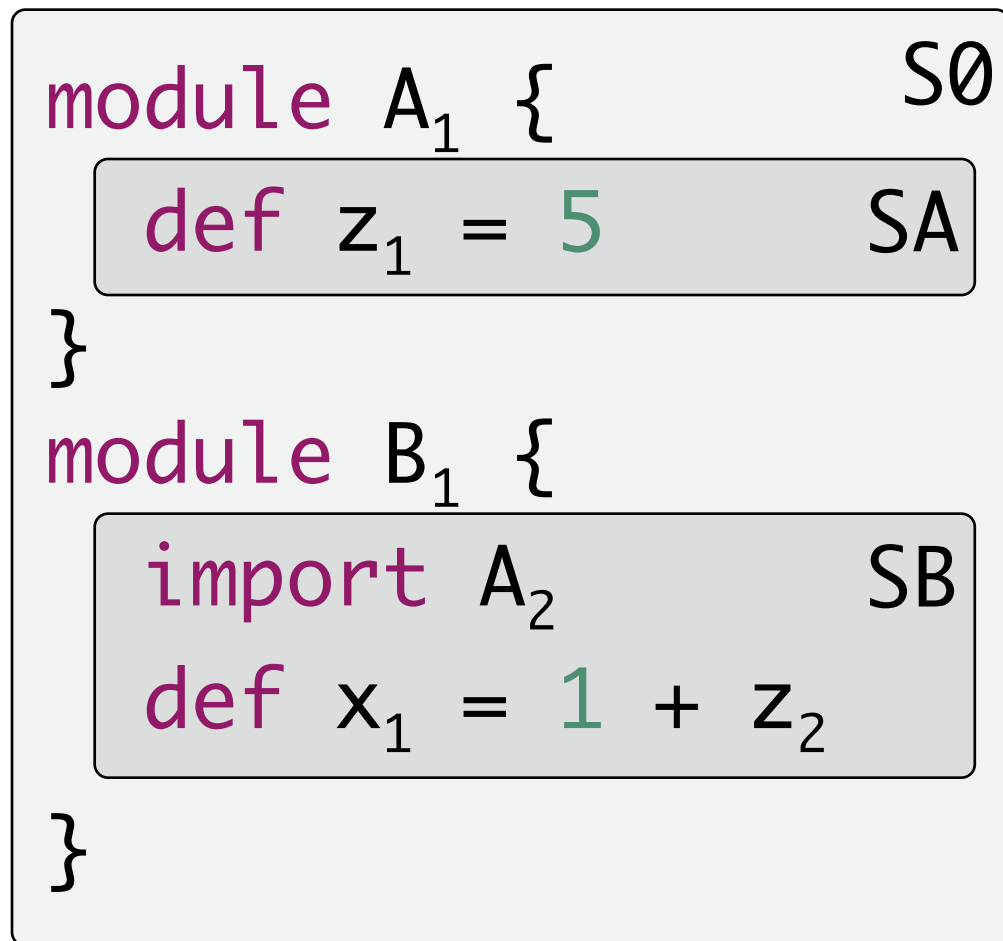 module A₁ { S0
def z₁ = 5 SA
}
module B₁ {
import A₂ SB
def x₁ = 1 + z₂
}